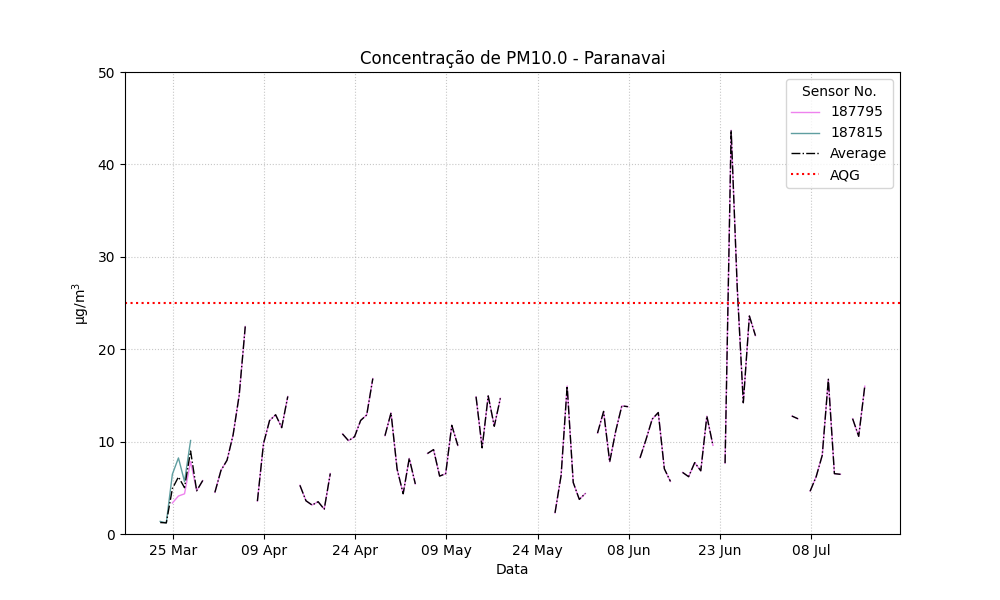 Concentração de PM10.0 - Paranavai
50
40
30
20
10
0
µg/m³
Sensor No.
187795
187815
Average
AQG
25 Mar
09 Apr
24 Apr
09 May
24 May
08 Jun
23 Jun
08 Jul
Data